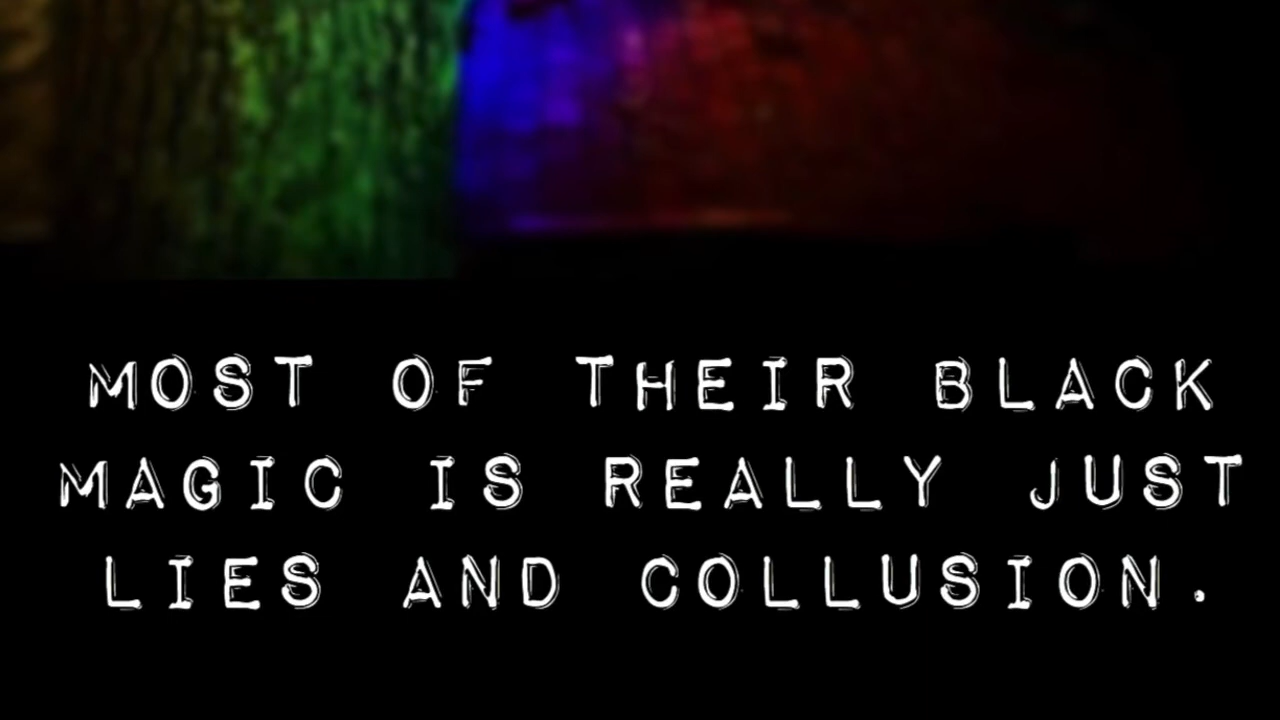 MOST OF THEIR BLACK
MAGIC IS REALLY JUST
LIES AND COLLUSION.